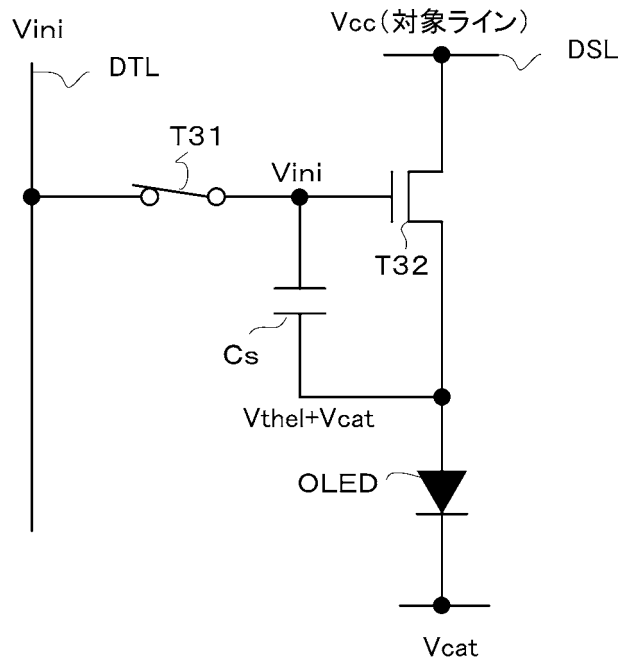 Vini
Vcc(対象ライン)
DTL
DSL
T31
Vini
T32
Cs
Vthel+Vcat
OLED
Vcat